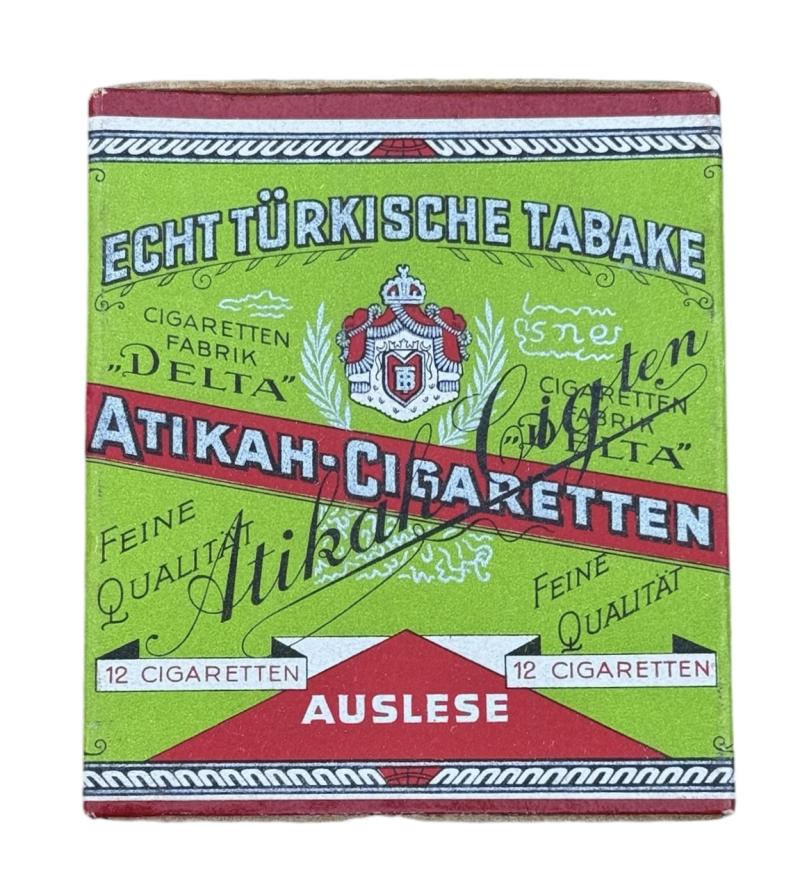 ECHT TÜRKISCHE TABAKE
CIGARETTEN
FABRIK
„DELTA”
CIGARETTEN
FABRIK
„DELTA”
ATIKAH-CIGARETTEN
Atikah Cigten
FEINE
QUALITÄT
FEINE
QUALITÄT
12 CIGARETTEN
12 CIGARETTEN
AUSLESE